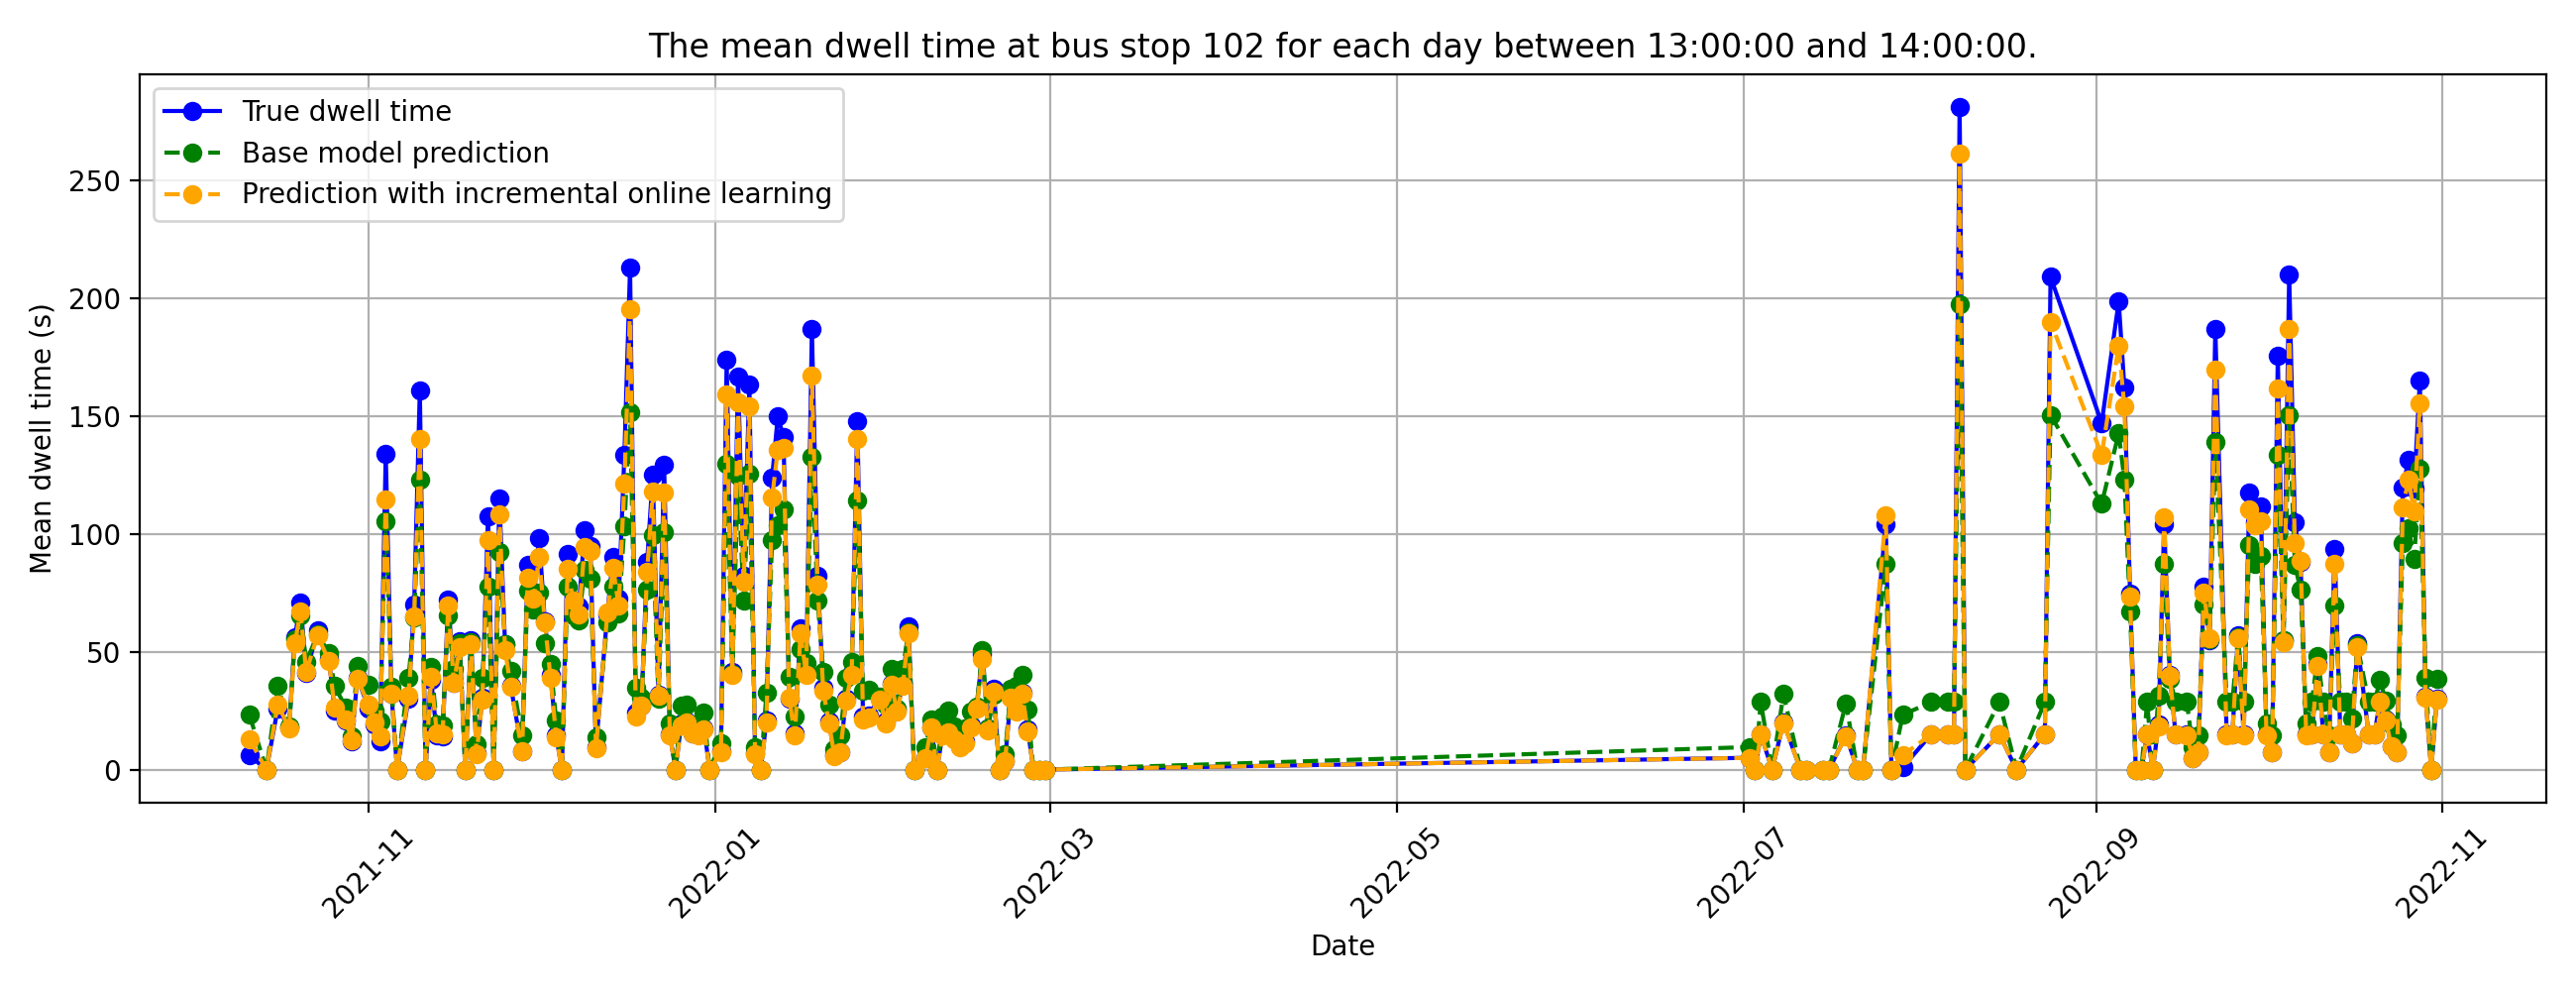 The mean dwell time at bus stop 102 for each day between 13:00:00 and 14:00:00.
True dwell time
Base model prediction
Prediction with incremental online learning
Mean dwell time (s)
250
200
150
100
50
0
2021-11
2022-01
2022-03
2022-05
2022-07
2022-09
2022-11
Date